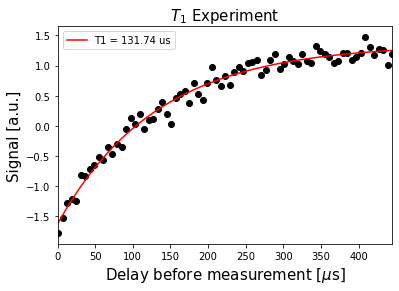 T₁ Experiment
T1 = 131.74 us
Signal [a.u.]
1.5
1.0
0.5
0.0
−0.5
−1.0
−1.5
0 50 100 150 200 250 300 350 400
Delay before measurement [μs]